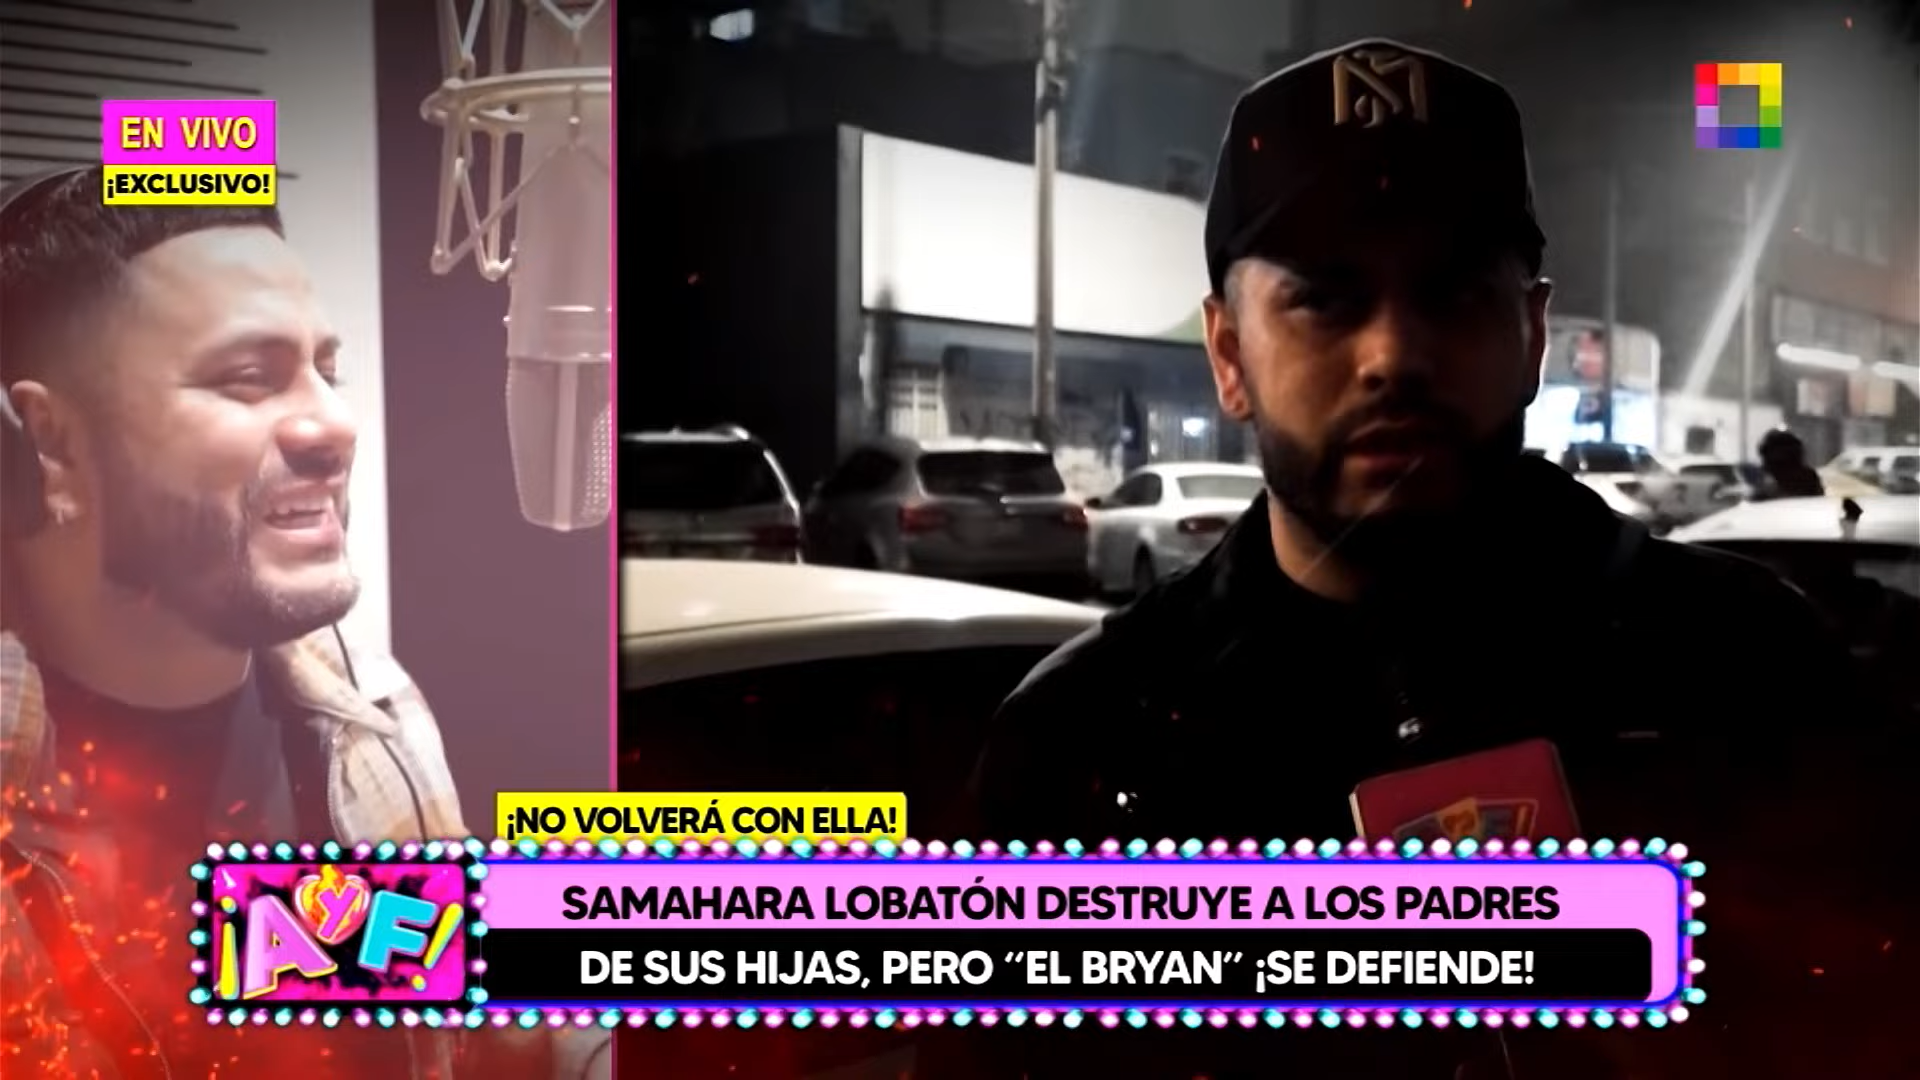 EN VIVO
¡EXCLUSIVO!
¡NO VOLVERÁ CON ELLA!
¡AYF!
SAMAHARA LOBATÓN DESTRUYE A LOS PADRES
DE SUS HIJAS, PERO “EL BRYAN” ¡SE DEFIENDE!